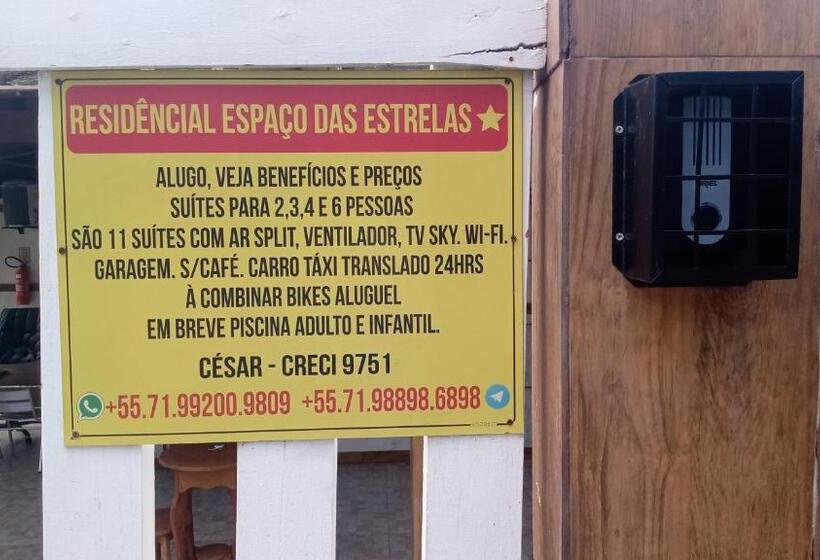 RESIDÊNCIAL ESPAÇO DAS ESTRELAS
ALUGO, VEJA BENEFÍCIOS E PREÇOS
SUÍTES PARA 2,3,4 E 6 PESSOAS
SÃO 11 SUÍTES COM AR SPLIT, VENTILADOR, TV SKY. WI-FI.
GARAGEM. S/CAFÉ. CARRO TÁXI TRANSLADO 24HRS
À COMBINAR BIKES ALUGUEL
EM BREVE PISCINA ADULTO E INFANTIL.
CÉSAR - CRECI 9751
+55.71.99200.9809 +55.71.98898.6898